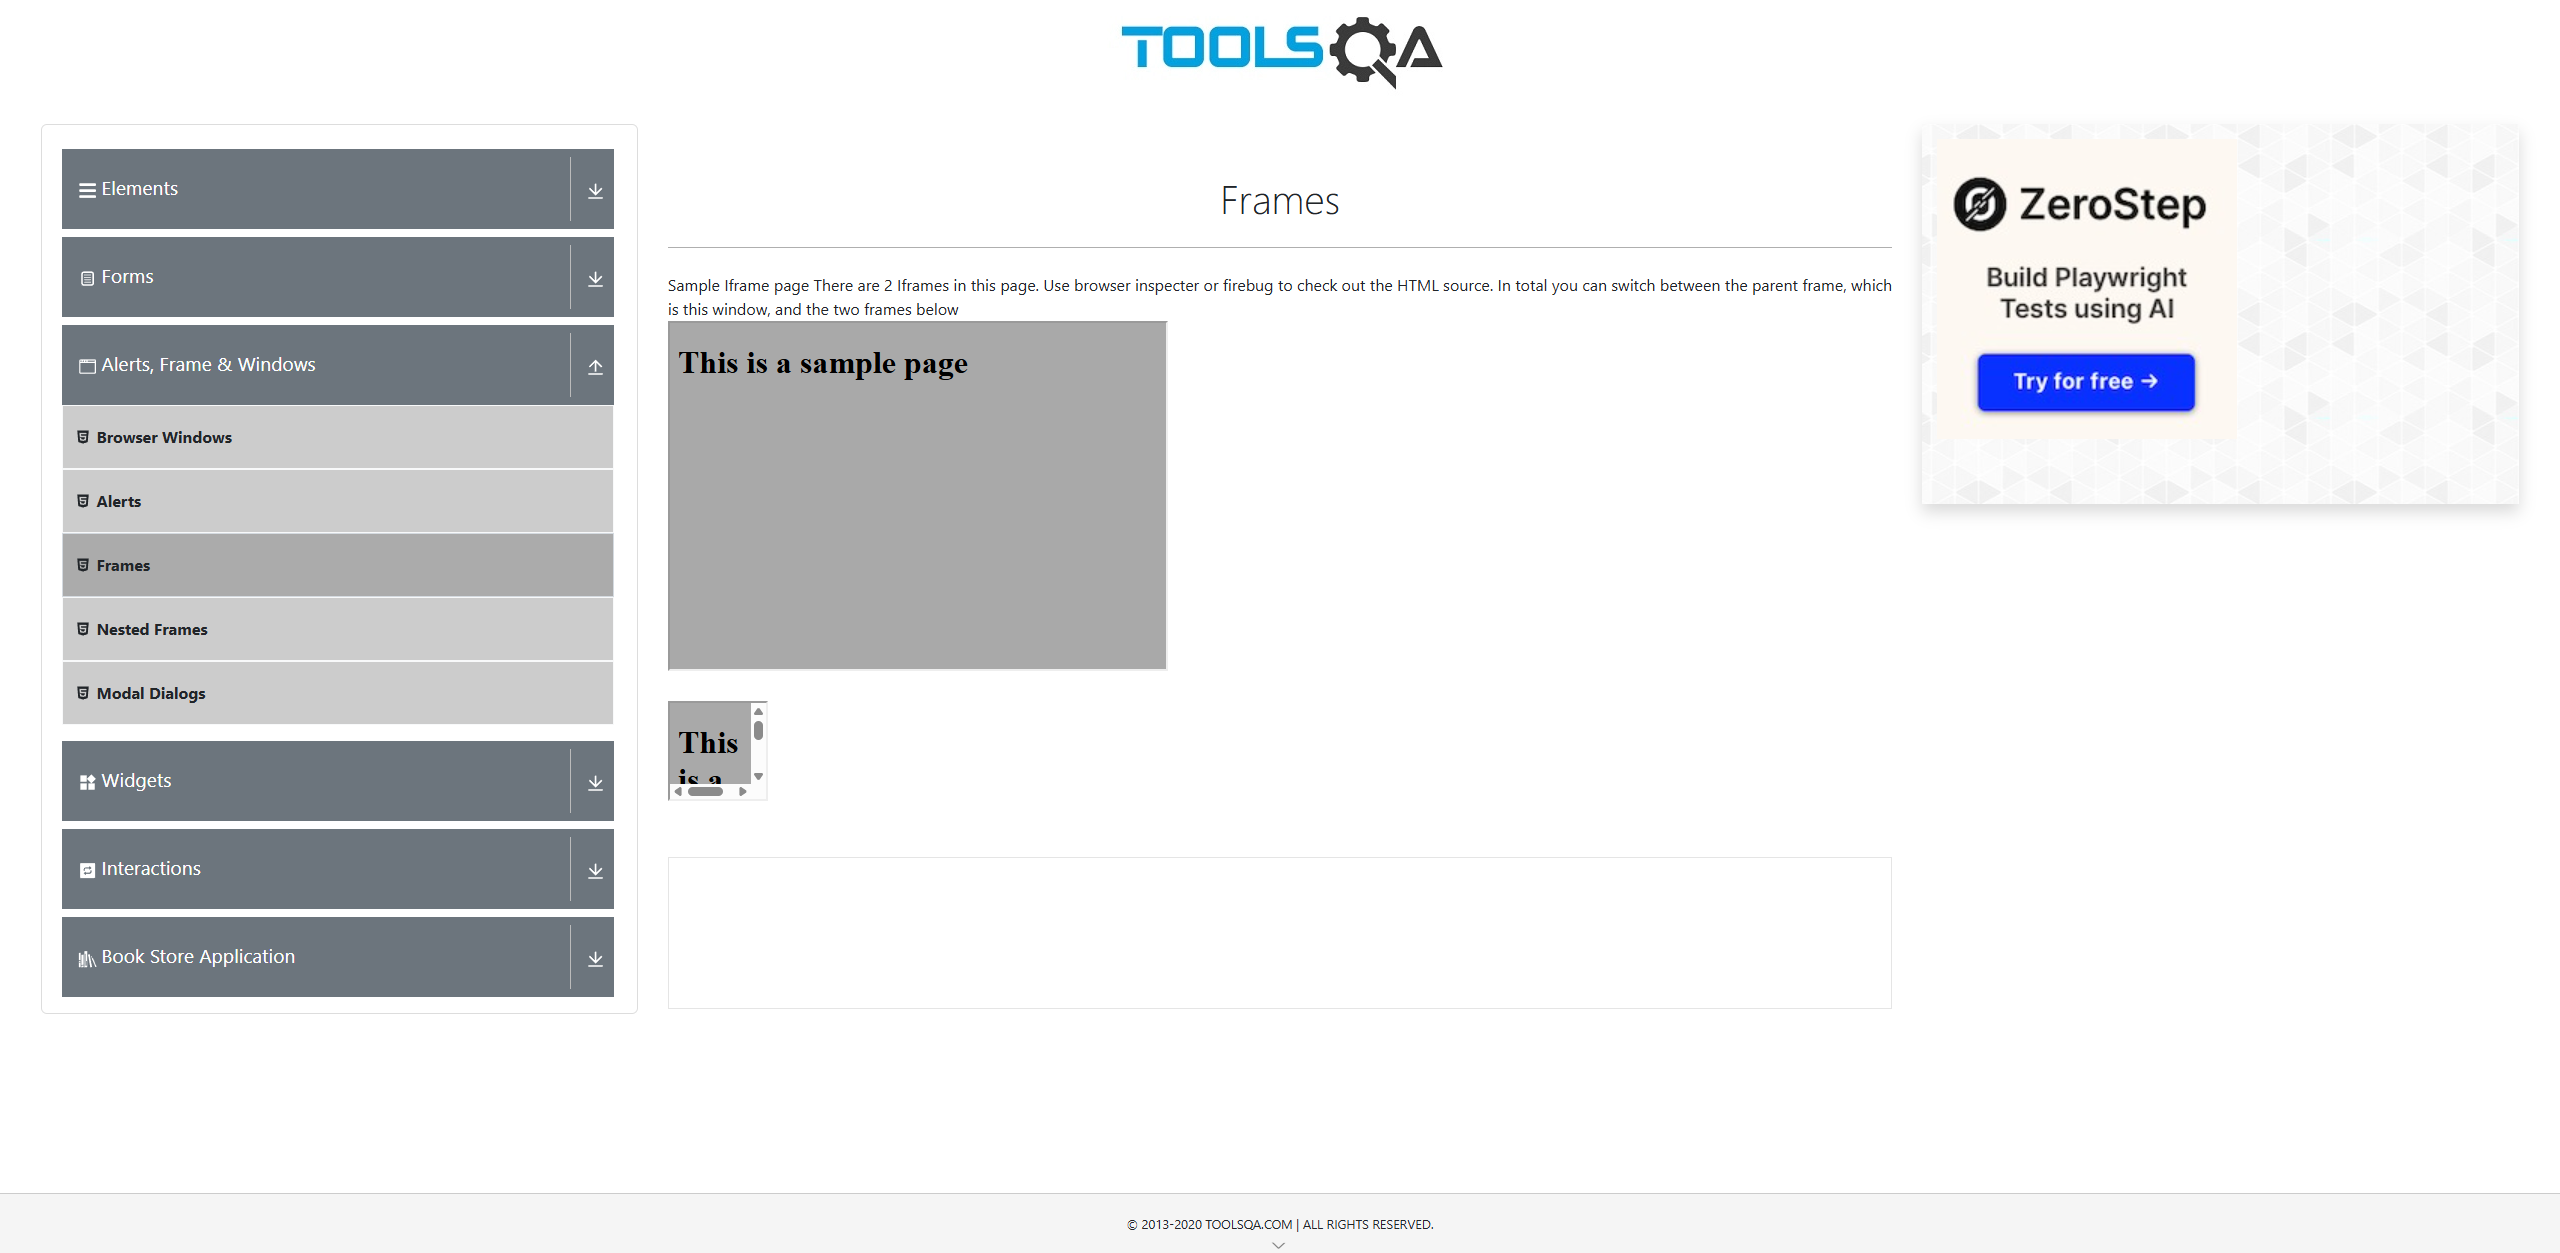 TOOLSQA
Elements
Forms
Alerts, Frame & Windows
Browser Windows
Alerts
Frames
Nested Frames
Modal Dialogs
Widgets
Interactions
Book Store Application
Frames
Sample Iframe page There are 2 Iframes in this page. Use browser inspecter or firebug to check out the HTML source. In total you can switch between the parent frame, which
is this window, and the two frames below
This is a sample page
This
is a
ZeroStep
Build Playwright
Tests using AI
Try for free →
© 2013-2020 TOOLSQA.COM | ALL RIGHTS RESERVED.